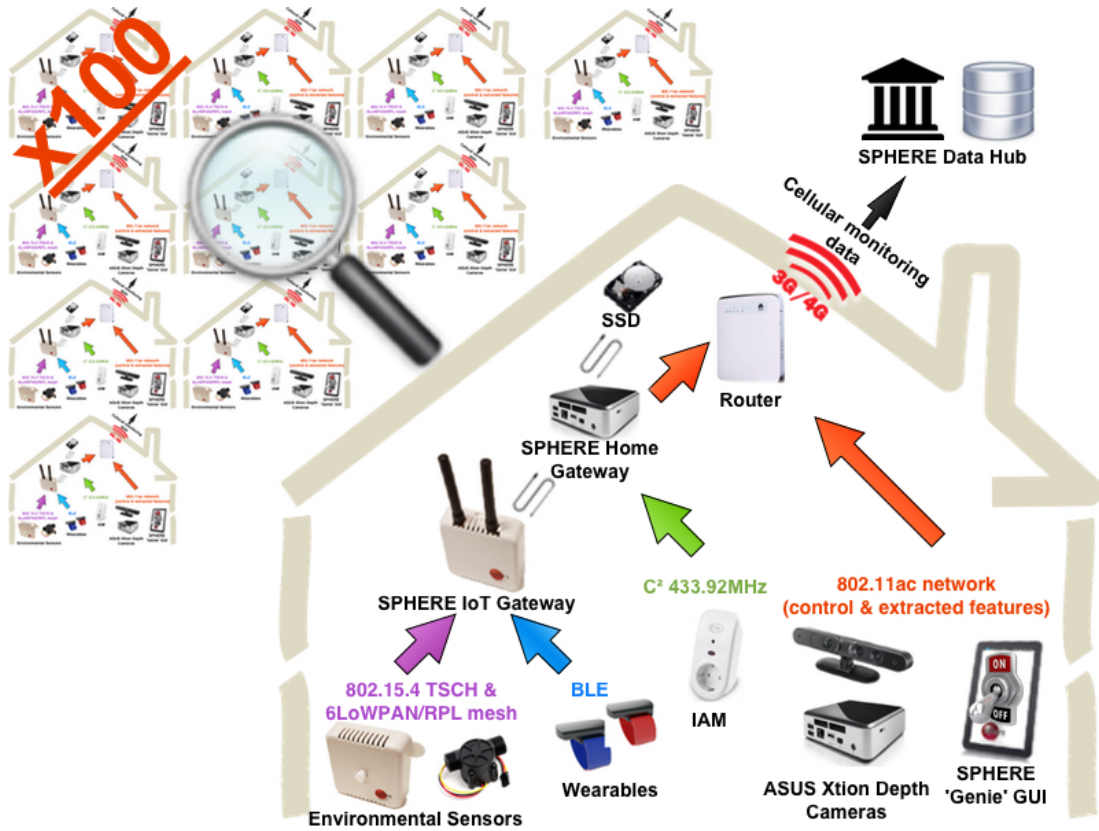 x100
SPHERE Data Hub
Cellular monitoring
data
3G/4G
SSD
Router
SPHERE Home
Gateway
SPHERE IoT Gateway
C² 433.92MHz
802.11ac network
(control & extracted features)
802.15.4 TSCH &
6LoWPAN/RPL mesh
BLE
IAM
ON
OFF
Wearables
ASUS Xtion Depth
Cameras
SPHERE
'Genie' GUI
Environmental Sensors